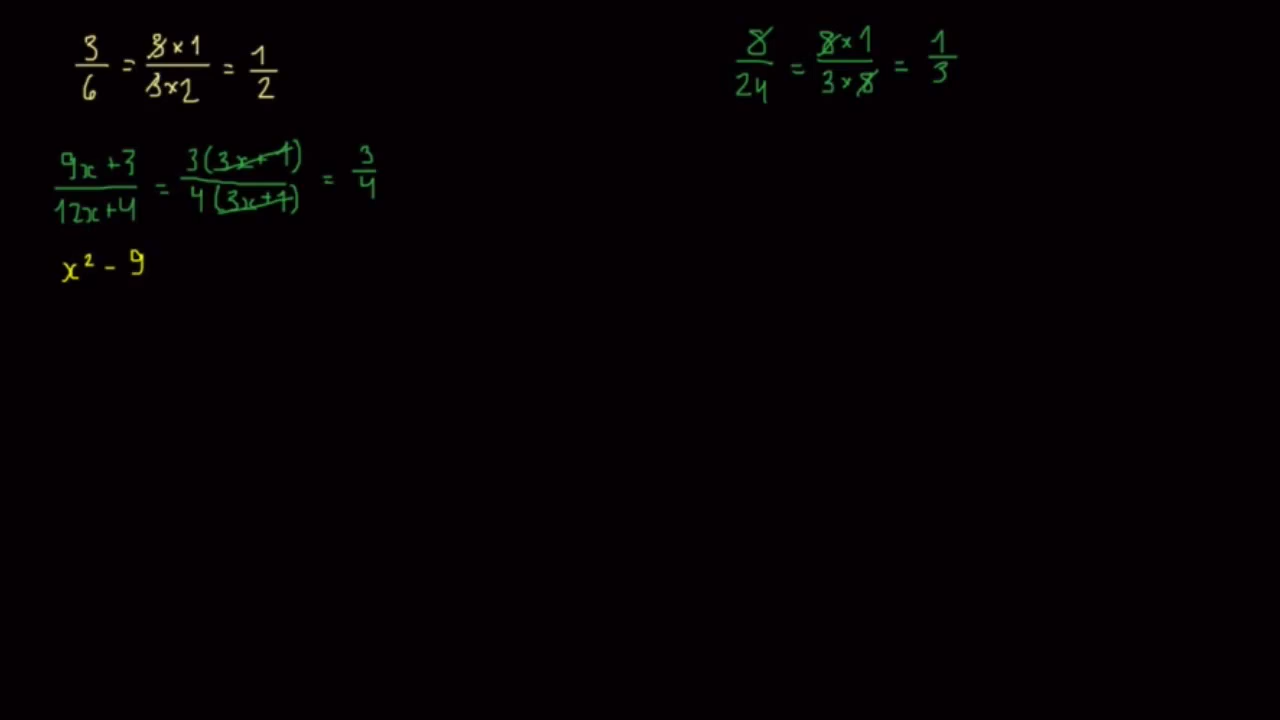 3/6 = 3×1/3×2 = 1/2
8/24 = 8×1/3×8 = 1/3
9x+3/12x+4 = 3(3x+1)/4(3x+1) = 3/4
x² - 9